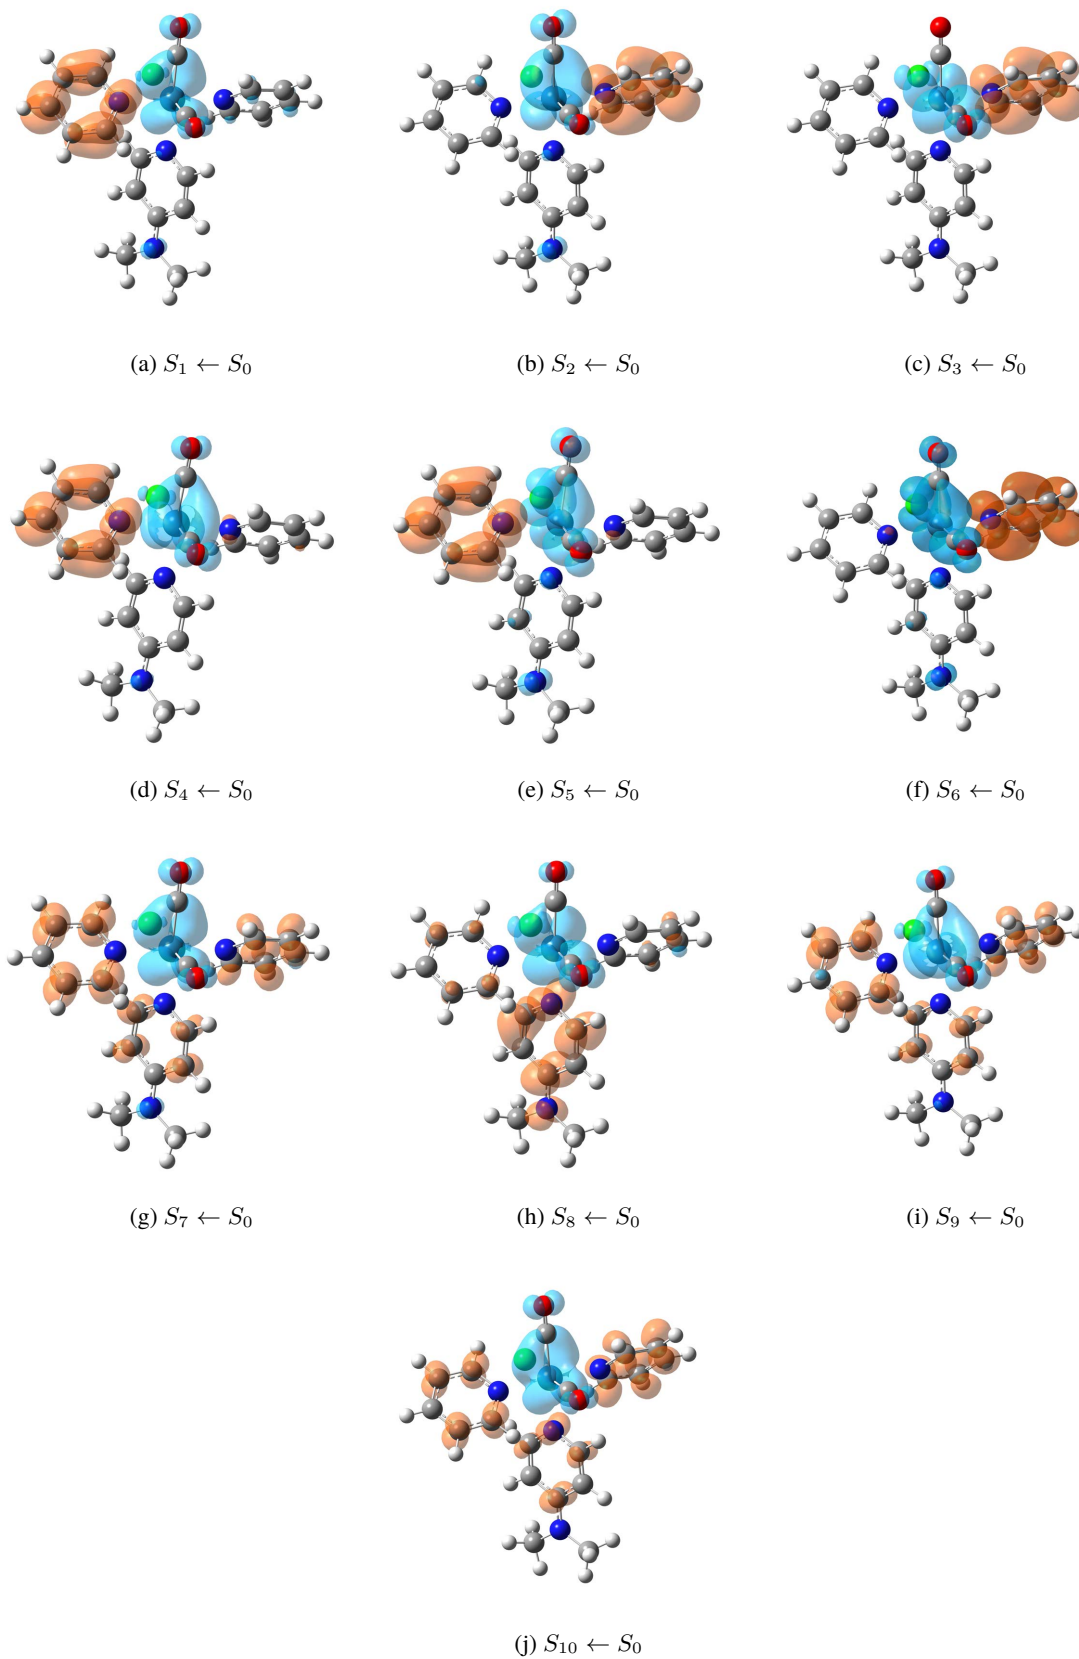 (a) S₁ ← S₀
(b) S₂ ← S₀
(c) S₃ ← S₀
(d) S₄ ← S₀
(e) S₅ ← S₀
(f) S₆ ← S₀
(g) S₇ ← S₀
(h) S₈ ← S₀
(i) S₉ ← S₀
(j) S₁₀ ← S₀